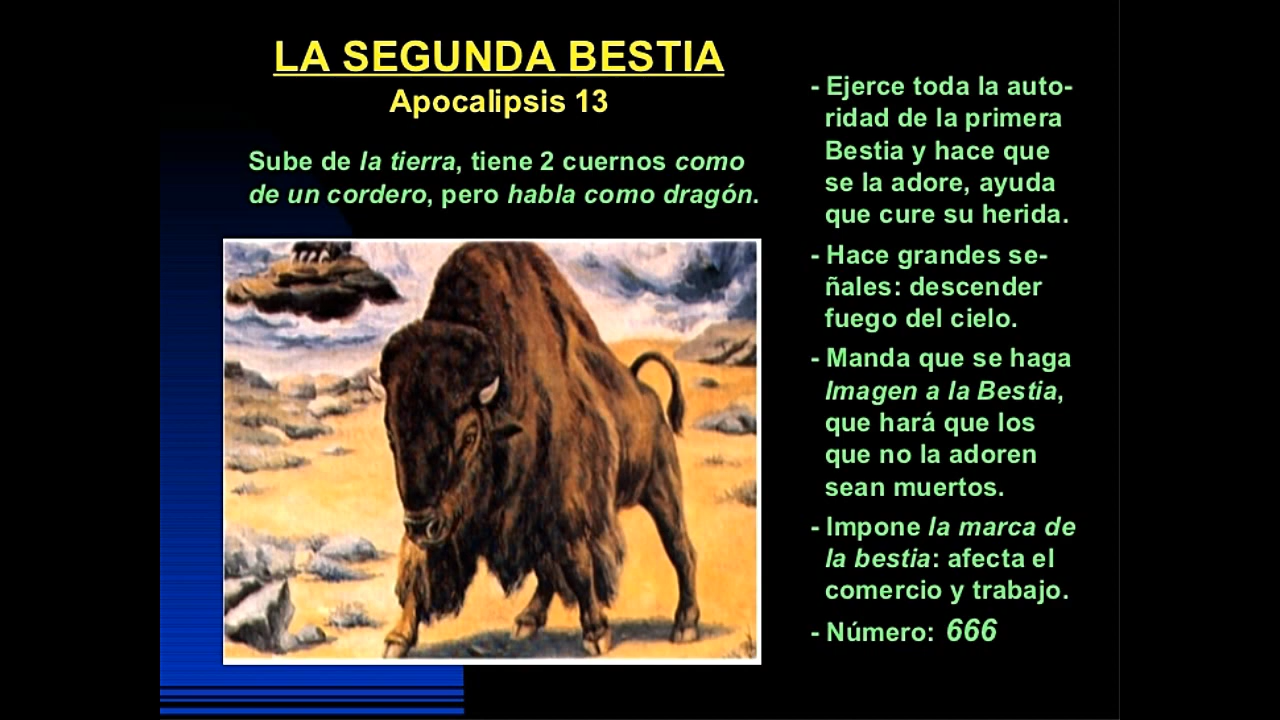 LA SEGUNDA BESTIA
Apocalipsis 13
Sube de la tierra, tiene 2 cuernos como
de un cordero, pero habla como dragón.
- Ejerce toda la auto-
ridad de la primera
Bestia y hace que
se la adore, ayuda
que cure su herida.
- Hace grandes se-
ñales: descender
fuego del cielo.
- Manda que se haga
Imagen a la Bestia,
que hará que los
que no la adoren
sean muertos.
- Impone la marca de
la bestia: afecta el
comercio y trabajo.
- Número: 666